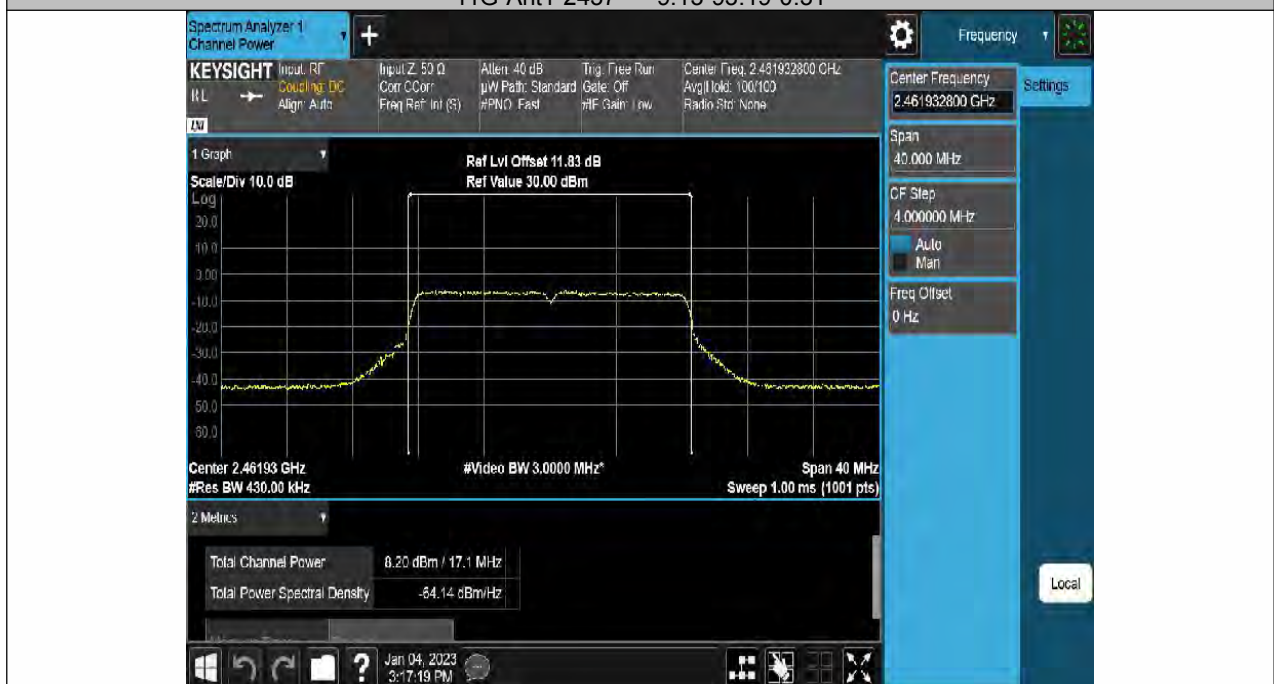 Spectrum Analyzer 1
Channel Power
+
Frequency
KEYSIGHT
RL
Input: RF
Coupling: DC
Align: Auto
Input Z: 50 Ω
Corr CCorr
Freq Ref: Int (S)
Atten: 40 dB
µW Path: Standard
#PNO: Fast
Trig: Free Run
Gate: Off
#IF Gain: Low
Center Freq: 2.461932800 GHz
Avg|Hold: 100/100
Radio Std: None
LXI
Center Frequency
2.461932800 GHz
Settings
Span
40.000 MHz
CF Step
4.000000 MHz
Auto
Man
Freq Offset
0 Hz
Local
1 Graph
Scale/Div 10.0 dB
Ref Lvl Offset 11.83 dB
Ref Value 30.00 dBm
Log
20.0
10.0
0.00
-10.0
-20.0
-30.0
-40.0
-50.0
-60.0
Center 2.46193 GHz
#Video BW 3.0000 MHz*
Span 40 MHz
#Res BW 430.00 kHz
Sweep 1.00 ms (1001 pts)
2 Metrics
Total Channel Power
8.20 dBm / 17.1 MHz
Total Power Spectral Density
-64.14 dBm/Hz
?
Jan 04, 2023
3:17:19 PM